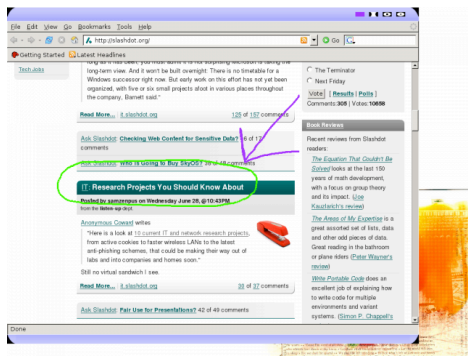 File Edit View Go Bookmarks Tools Help
http://slashdot.org/
Go
Getting Started Latest Headlines
Tech Jobs
long-term view. And it won't be built overnight: There is no timetable for a
Windows successor right now. But early work on this effort has not yet been
organized, with five or six small projects afoot in various places throughout
the company, Barnett said."
Read More... it.slashdot.org
125 of 157 comments
Ask Slashdot: Checking Web Content for Sensitive Data?
comments
Ask Slashdot: Who is Going to Buy SkyOS? 38 of 48 comments
IT: Research Projects You Should Know About
Posted by samzenpus on Wednesday June 28, @10:43PM
from the listen-up dept.
Anonymous Coward writes
"Here is a look at 10 current IT and network research projects,
from active cookies to faster wireless LANs to the latest
anti-phishing schemes, that could be making their way out of
labs and into companies and homes soon."
Still no virtual sandwich I see.
Read More... it.slashdot.org
35 of 37 comments
Ask Slashdot: Fair Use for Presentations? 42 of 49 comments
The Terminator
Next Friday
Vote [ Results | Polls ]
Comments:305 | Votes:10658
Book Reviews
Recent reviews from Slashdot
readers:
The Equation That Couldn't Be
Solved looks at the last 150
years of math development,
with a focus on group theory
and its impact. (Jose
Kaustorich's review)
The Areas of My Expertise is a
great assorted set of lists, data
and other odd pieces of data.
Great reading in the bathroom
or plane riders (Peter Wayner's
review)
Write Portable Code does an
excellent job of explaining how
to write code for multiple
environments and variant
systems. (Simon P. Chappell's
Done